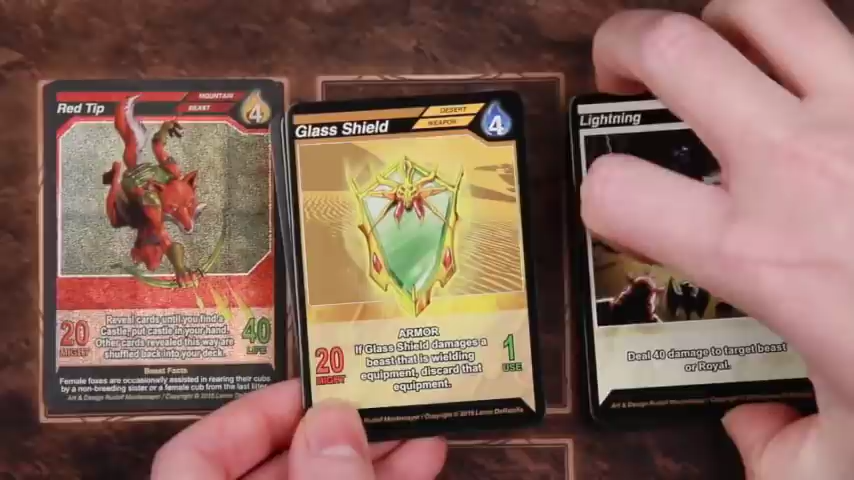 Red Tip
MOUNTAIN
BEAST
4
20
MIGHT
Reveal cards until you find a
Castle, put castle in your hand.
Other cards revealed this way are
shuffled back into your deck.
40
LIFE
Beast Facts
Female foxes are occasionally assisted in rearing their cubs
by a non-breeding sister or a female cub from the last litter.
Glass Shield
DESERT
WEAPON
4
ARMOR
20
MIGHT
If Glass Shield damages a
beast that is wielding
equipment, discard that
equipment.
1
USE
Lightning
Deal 40 damage to target beast
or Royal.